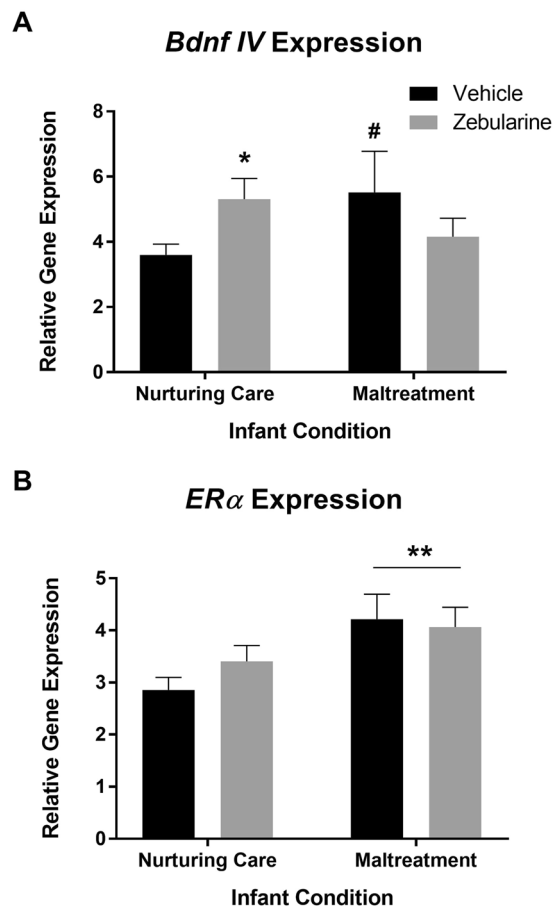 A
Bdnf IV Expression
Vehicle
Zebularine
Relative Gene Expression
8
6
4
2
0
*
#
Nurturing Care
Maltreatment
Infant Condition
B
ERα Expression
Relative Gene Expression
5
4
3
2
1
0
**
Nurturing Care
Maltreatment
Infant Condition